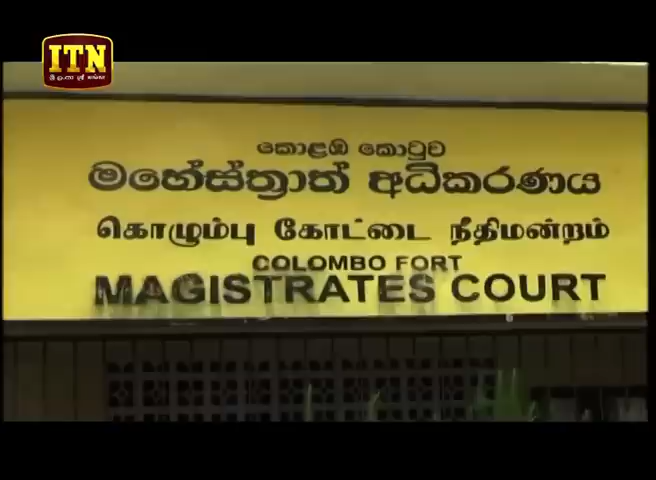 ITN
කොළඹ කොටුව
මහේස්ත්‍රාත් අධිකරණය
கொழும்பு கோட்டை நீதிமன்றம்
COLOMBO FORT
MAGISTRATES COURT